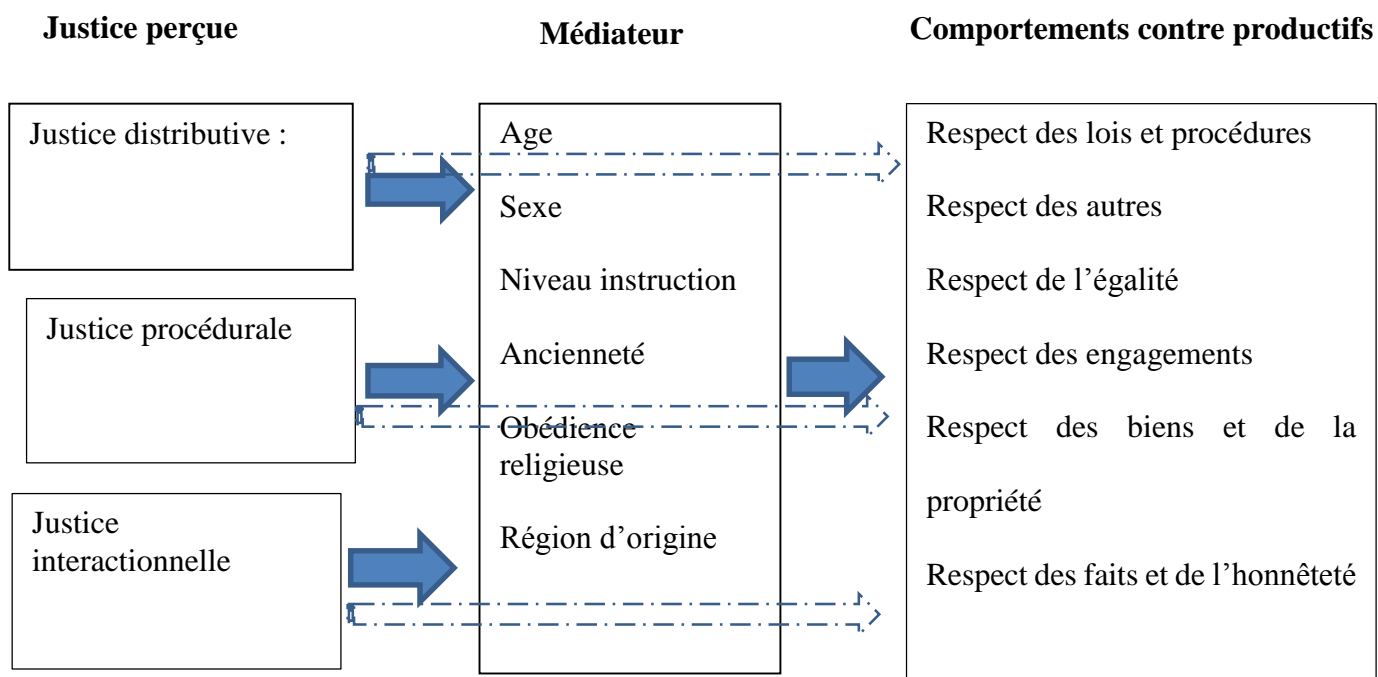 Justice perçue
Médiateur
Comportements contre productifs
Justice distributive :
Justice procédurale
Justice
interactionnelle
Age
Sexe
Niveau instruction
Ancienneté
Obédience
religieuse
Région d’origine
Respect des lois et procédures
Respect des autres
Respect de l’égalité
Respect des engagements
Respect des biens et de la
propriété
Respect des faits et de l’honnêteté